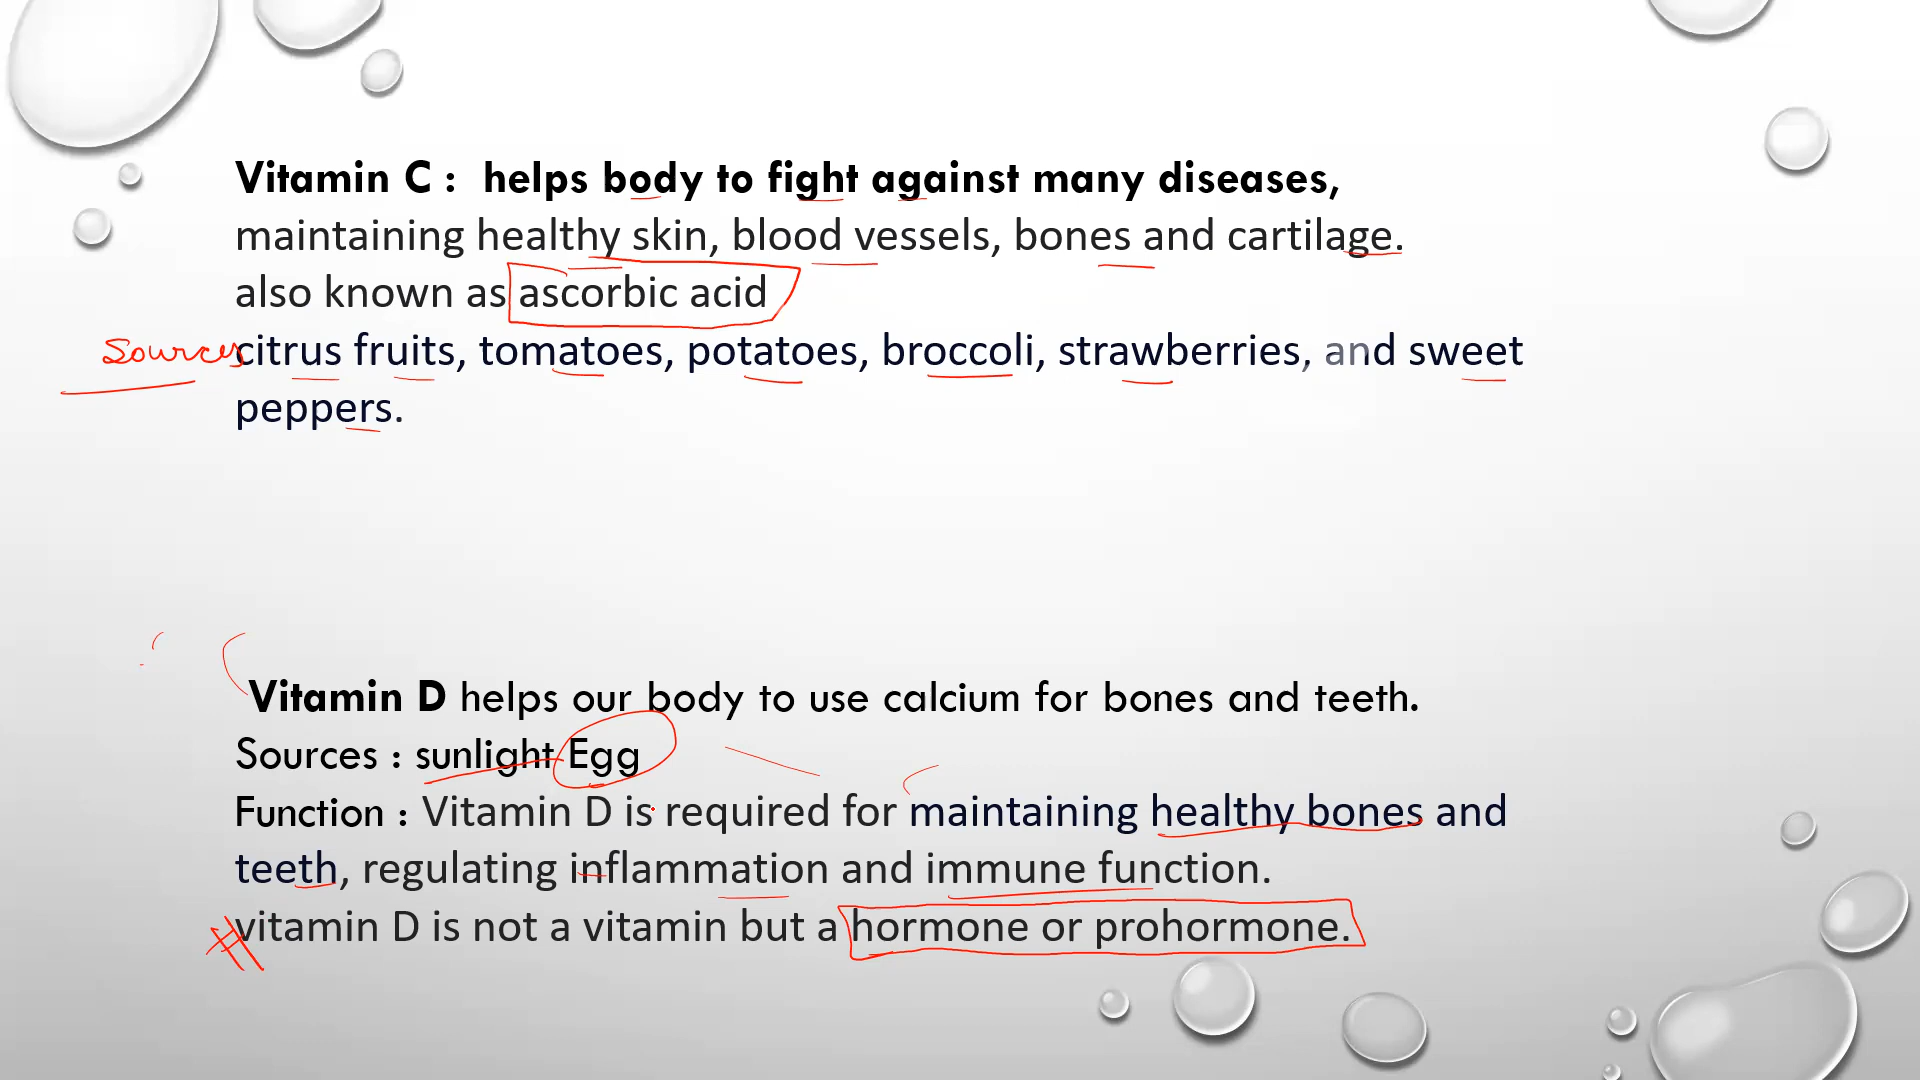 Vitamin C :  helps body to fight against many diseases,
maintaining healthy skin, blood vessels, bones and cartilage.
also known as ascorbic acid
Sources citrus fruits, tomatoes, potatoes, broccoli, strawberries, and sweet
peppers.
Vitamin D helps our body to use calcium for bones and teeth.
Sources : sunlight Egg
Function : Vitamin D is required for maintaining healthy bones and
teeth, regulating inflammation and immune function.
vitamin D is not a vitamin but a hormone or prohormone.